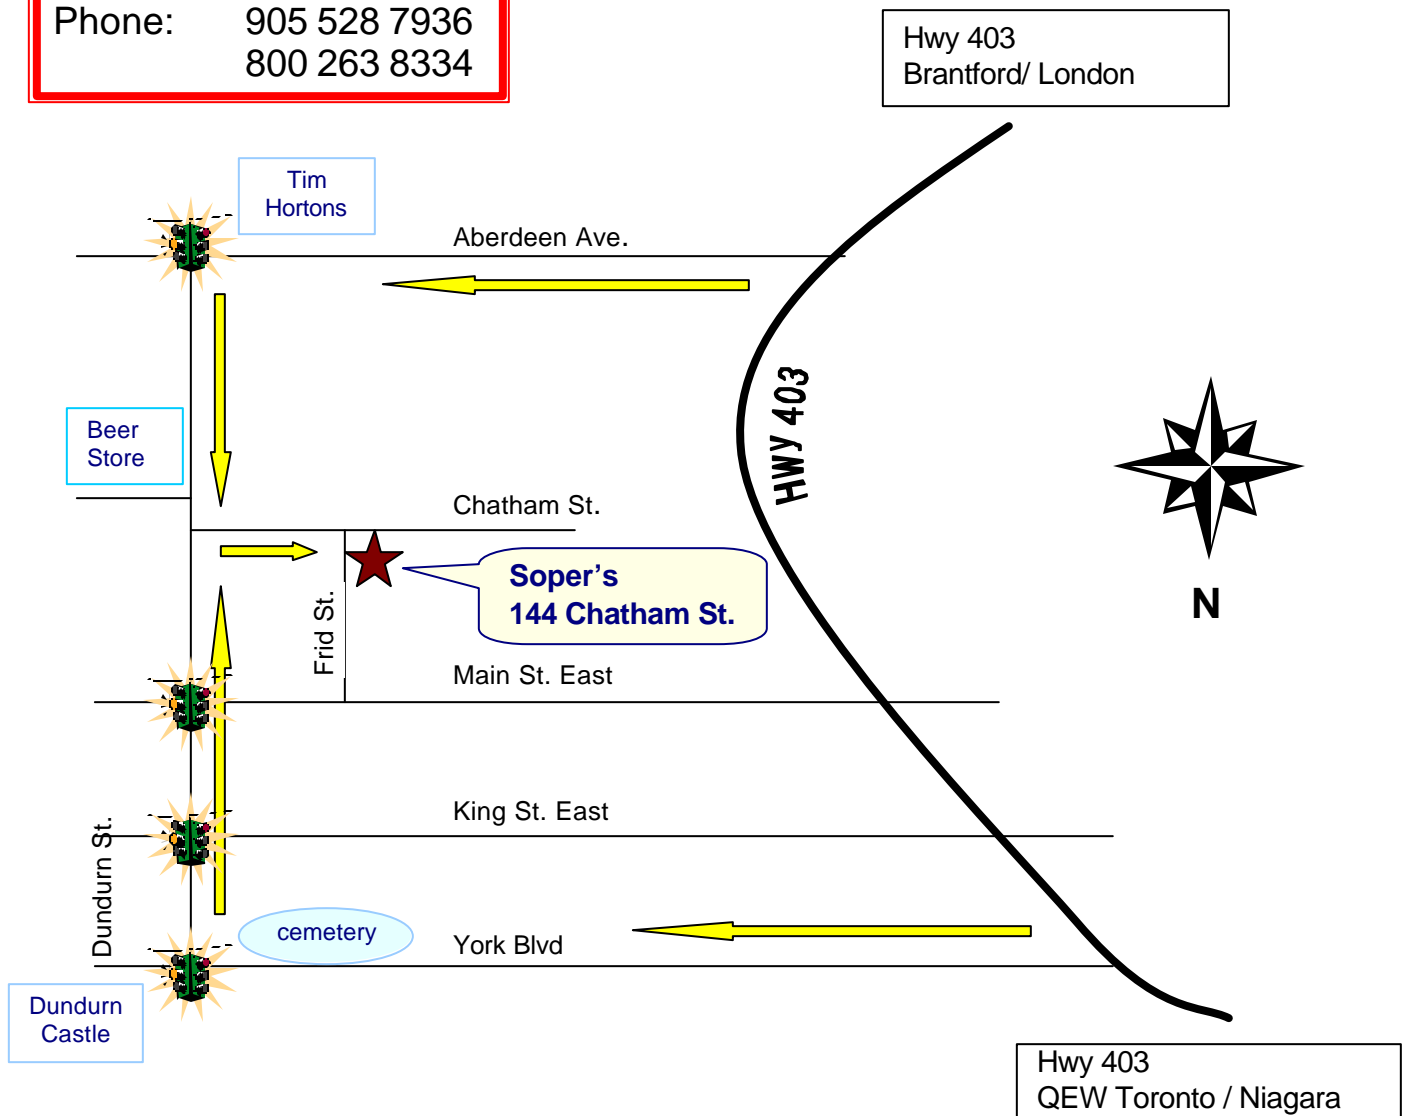 Phone: 905 528 7936
800 263 8334
Hwy 403
Brantford/ London
Tim
Hortons
Aberdeen Ave.
HWY 403
Beer
Store
Chatham St.
Soper's
144 Chatham St.
Frid St.
N
Main St. East
King St. East
Dundurn St.
cemetery
York Blvd
Dundurn
Castle
Hwy 403
QEW Toronto / Niagara